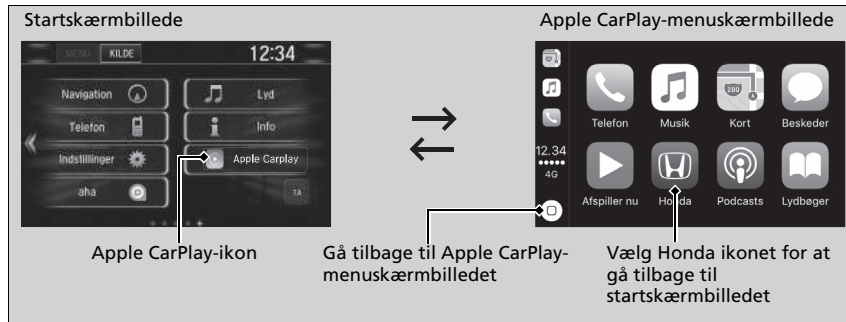 Startskærmbillede
Apple CarPlay-menuskærmbillede
MENU KILDE 12:34
Navigation Lyd
Telefon Info
Indstillinger Apple Carplay
aha TA
12.34
4G
280
Telefon Musik Kort Beskeder
Afspiller nu Honda Podcasts Lydbøger
Apple CarPlay-ikon
Gå tilbage til Apple CarPlay-
menuskærmbilledet
Vælg Honda ikonet for at
gå tilbage til
startskærmbilledet